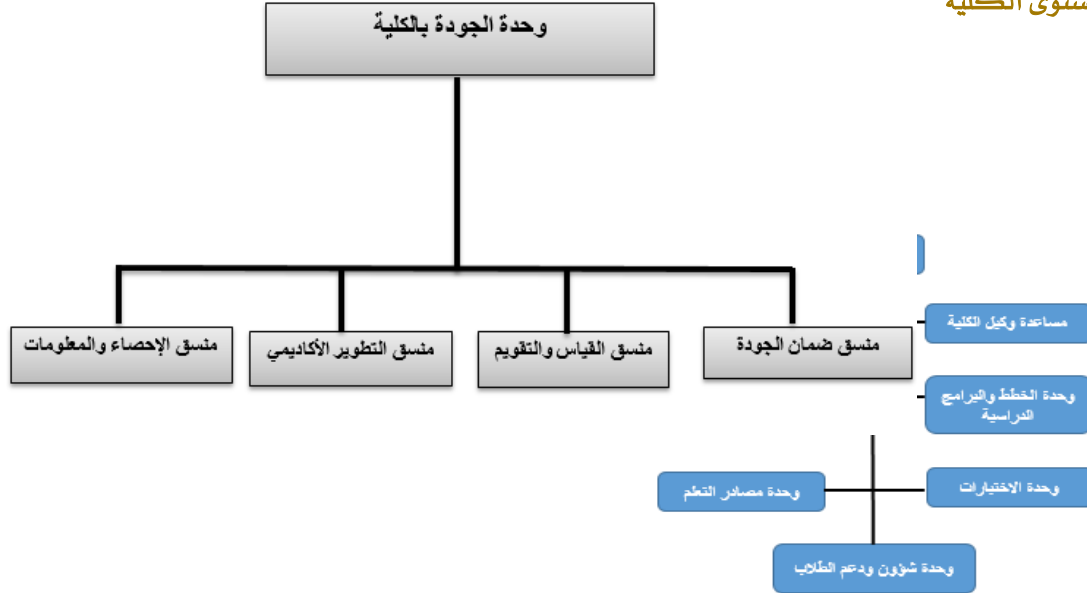 الكلية
وحدة الجودة بالكلية
منسق ضمان الجودة
منسق القياس والتقويم
منسق التطوير الأكاديمي
منسق الإحصاء والمعلومات
مساعدة وكيل الكلية
وحدة الخطط والبرامج
الدراسية
وحدة الاختبارات
وحدة مصادر التعلم
وحدة شؤون ودعم الطلاب